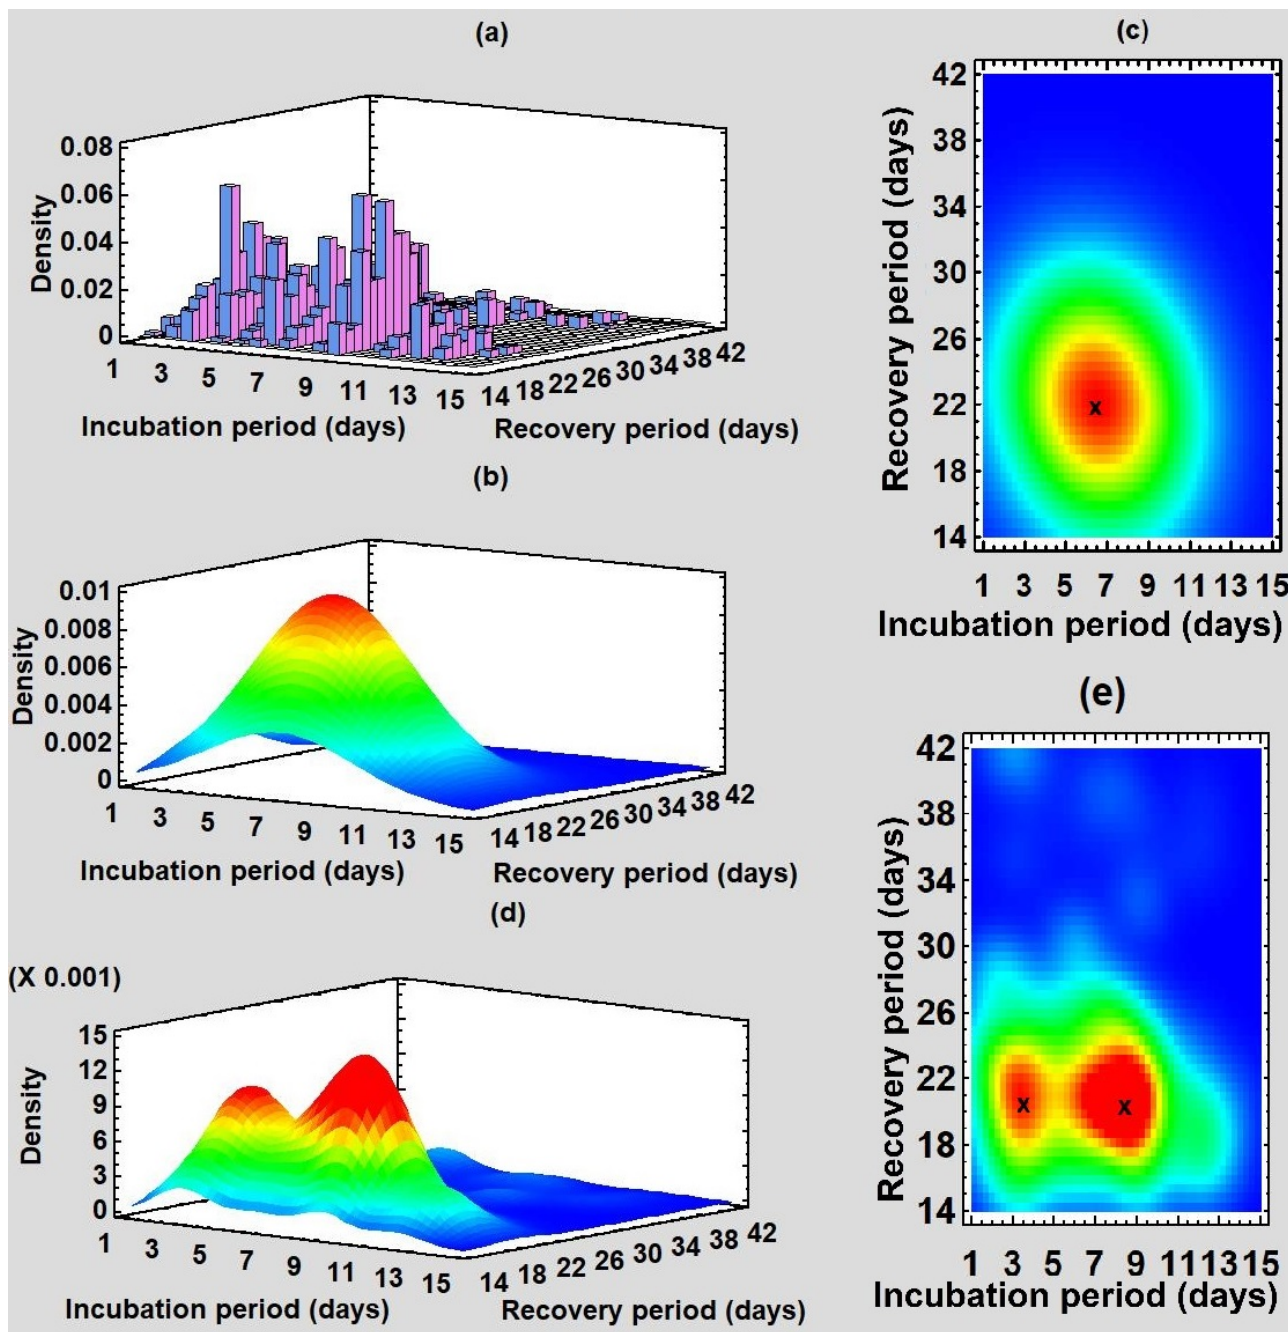 (a)
0.08
0.06
0.04
0.02
0
Density
1 3 5 7 9 11 13 15
14 18 22 26 30 34 38 42
Incubation period (days)
Recovery period (days)
(b)
0.01
0.008
0.006
0.004
0.002
0
Density
1 3 5 7 9 11 13 15
14 18 22 26 30 34 38 42
Incubation period (days)
Recovery period (days)
(d)
(X 0.001)
15
12
9
6
3
0
Density
1 3 5 7 9 11 13 15
14 18 22 26 30 34 38 42
Incubation period (days)
Recovery period (days)
(c)
42
38
34
30
26
22
18
14
Recovery period (days)
x
1 3 5 7 9 11 13 15
Incubation period (days)
(e)
42
38
34
30
26
22
18
14
Recovery period (days)
x x
1 3 5 7 9 11 13 15
Incubation period (days)